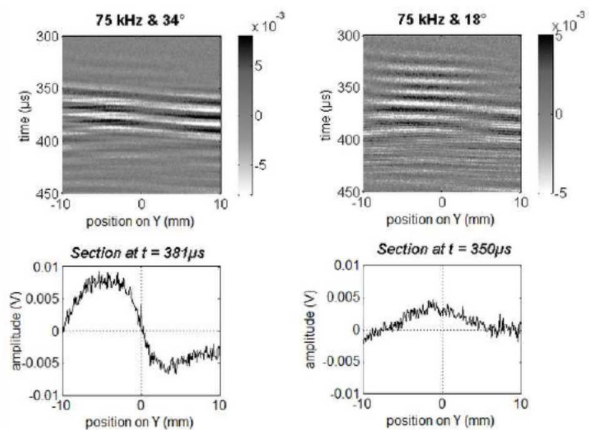 75 kHz & 34°
x 10⁻³
300
350
400
450
time (µs)
-10 0 10
position on Y (mm)
5
0
-5
75 kHz & 18°
x 10⁻³
300
350
400
450
time (µs)
-10 0 10
position on Y (mm)
5
0
-5
Section at t = 381µs
0.01
0.005
0
-0.005
-0.01
amplitude (V)
-10 0 10
position on Y (mm)
Section at t = 350µs
0.01
0.005
0
-0.005
-0.01
amplitude (V)
-10 0 10
position on Y (mm)